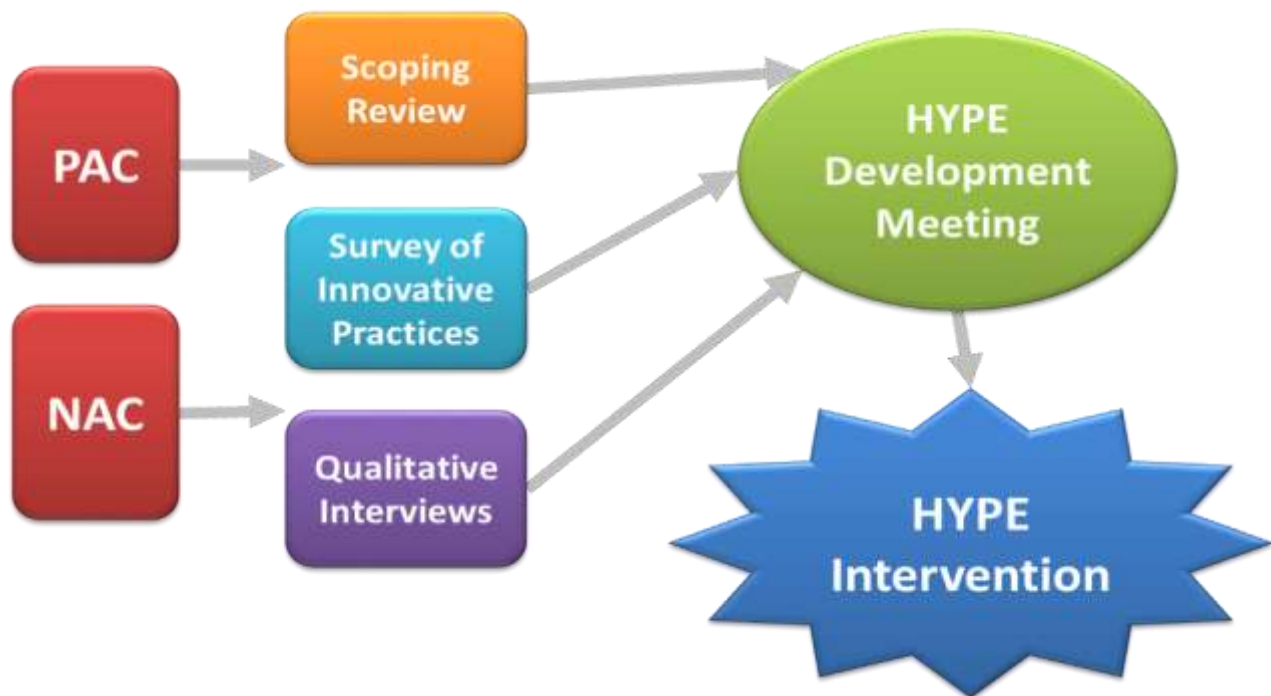 PAC
NAC
Scoping
Review
Survey of
Innovative
Practices
Qualitative
Interviews
HYPE
Development
Meeting
HYPE
Intervention